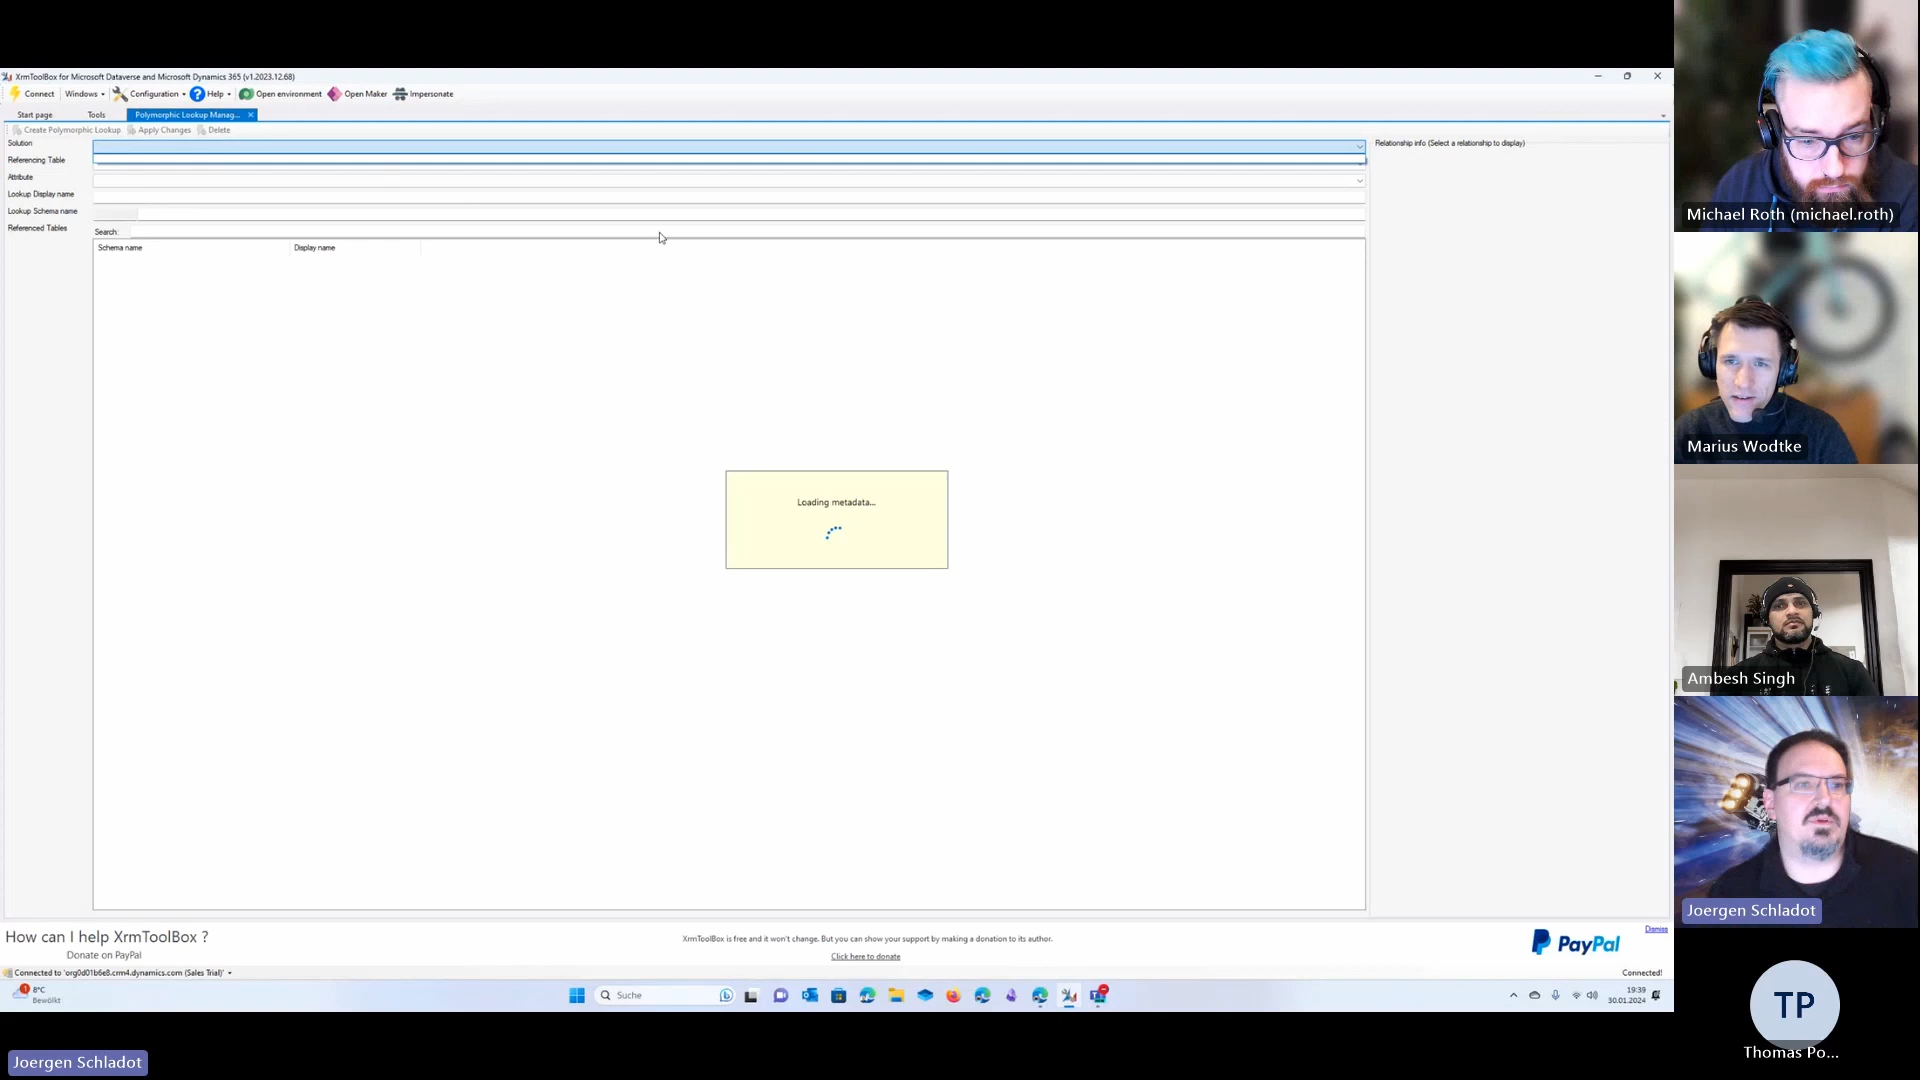 XrmToolBox for Microsoft Dataverse and Microsoft Dynamics 365 (v1.2023.12.68)
Connect Windows Configuration Help Open environment Open Maker Impersonate
Start page Tools Polymorphic Lookup Manag...
Create Polymorphic Lookup Apply Changes Delete
Solution
Relationship info (Select a relationship to display)
Referencing Table
Attribute
Lookup Display name
Lookup Schema name
Referenced Tables
Search:
Schema name Display name
Loading metadata...
How can I help XrmToolBox ?
Donate on PayPal
XrmToolBox is free and it won't change. But you can show your support by making a donation to its author.
Click here to donate
PayPal
Dismiss
Connected to 'org0d01b6e8.crm4.dynamics.com (Sales Trial)'
Connected!
1
8°C
Bewölkt
Suche
19:39
30.01.2024
Michael Roth (michael.roth)
Marius Wodtke
Ambesh Singh
Joergen Schladot
TP
Thomas Po...
Joergen Schladot